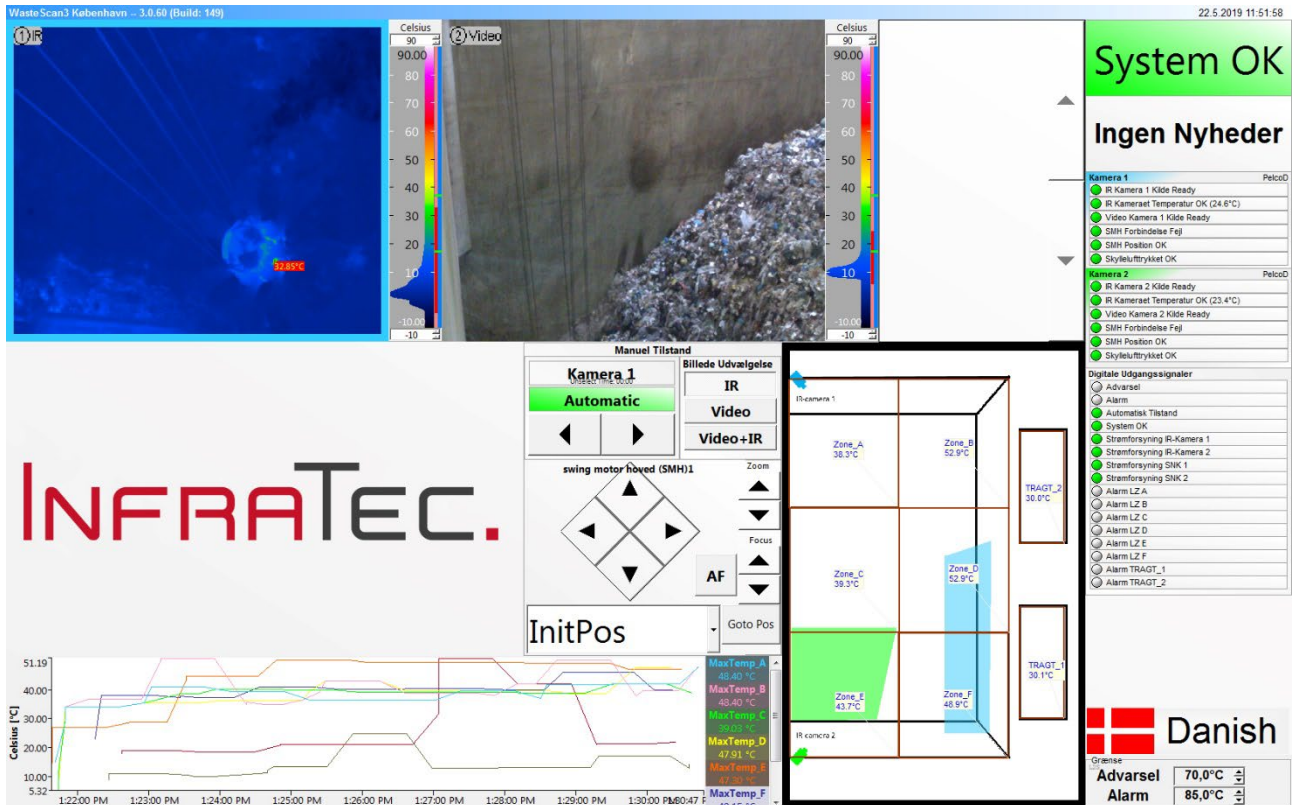 WasteScan3 København -- 3.0.60 (Build: 149)
22.5.2019 11:51:58
① IR
Celsius
90
90.00
80
70
60
50
40
30
20
10
-10.00
-10
32.85°C
② Video
Celsius
90
90.00
80
70
60
50
40
30
20
10
-10.00
-10
System OK
Ingen Nyheder
Kamera 1 PelcoD
IR Kamera 1 Kilde Ready
IR Kameraet Temperatur OK (24.6°C)
Video Kamera 1 Kilde Ready
SMH Forbindelse Fejl
SMH Position OK
Skyllelufttrykket OK
Kamera 2 PelcoD
IR Kamera 2 Kilde Ready
IR Kameraet Temperatur OK (23.4°C)
Video Kamera 2 Kilde Ready
SMH Forbindelse Fejl
SMH Position OK
Skyllelufttrykket OK
Digitale Udgangssignaler
Advarsel
Alarm
Automatisk Tilstand
System OK
Strømforsyning IR-Kamera 1
Strømforsyning IR-Kamera 2
Strømforsyning SNK 1
Strømforsyning SNK 2
Alarm LZ A
Alarm LZ B
Alarm LZ C
Alarm LZ D
Alarm LZ E
Alarm LZ F
Alarm TRAGT_1
Alarm TRAGT_2
INFRATEC.
Manuel Tilstand
Kamera 1
Unselect Time: 00:00
Automatic
Billede Udvælgelse
IR
Video
Video+IR
swing motor hoved (SMH)1
Zoom
Focus
AF
InitPos
Goto Pos
IR-camera 1
Zone_A
38.3°C
Zone_B
52.9°C
TRAGT_2
30.0°C
Zone_C
39.3°C
Zone_D
52.9°C
TRAGT_1
30.1°C
Zone_E
43.7°C
Zone_F
48.9°C
IR camera 2
Celsius [°C]
51.19
40.00
30.00
20.00
10.00
5.32
1:22:00 PM
1:23:00 PM
1:24:00 PM
1:25:00 PM
1:26:00 PM
1:27:00 PM
1:28:00 PM
1:29:00 PM
MaxTemp_A
48.40 °C
MaxTemp_B
48.40 °C
MaxTemp_C
39.03 °C
MaxTemp_D
47.91 °C
MaxTemp_E
47.30 °C
MaxTemp_F
Danish
Grænse
Advarsel 70,0°C
Alarm 85,0°C